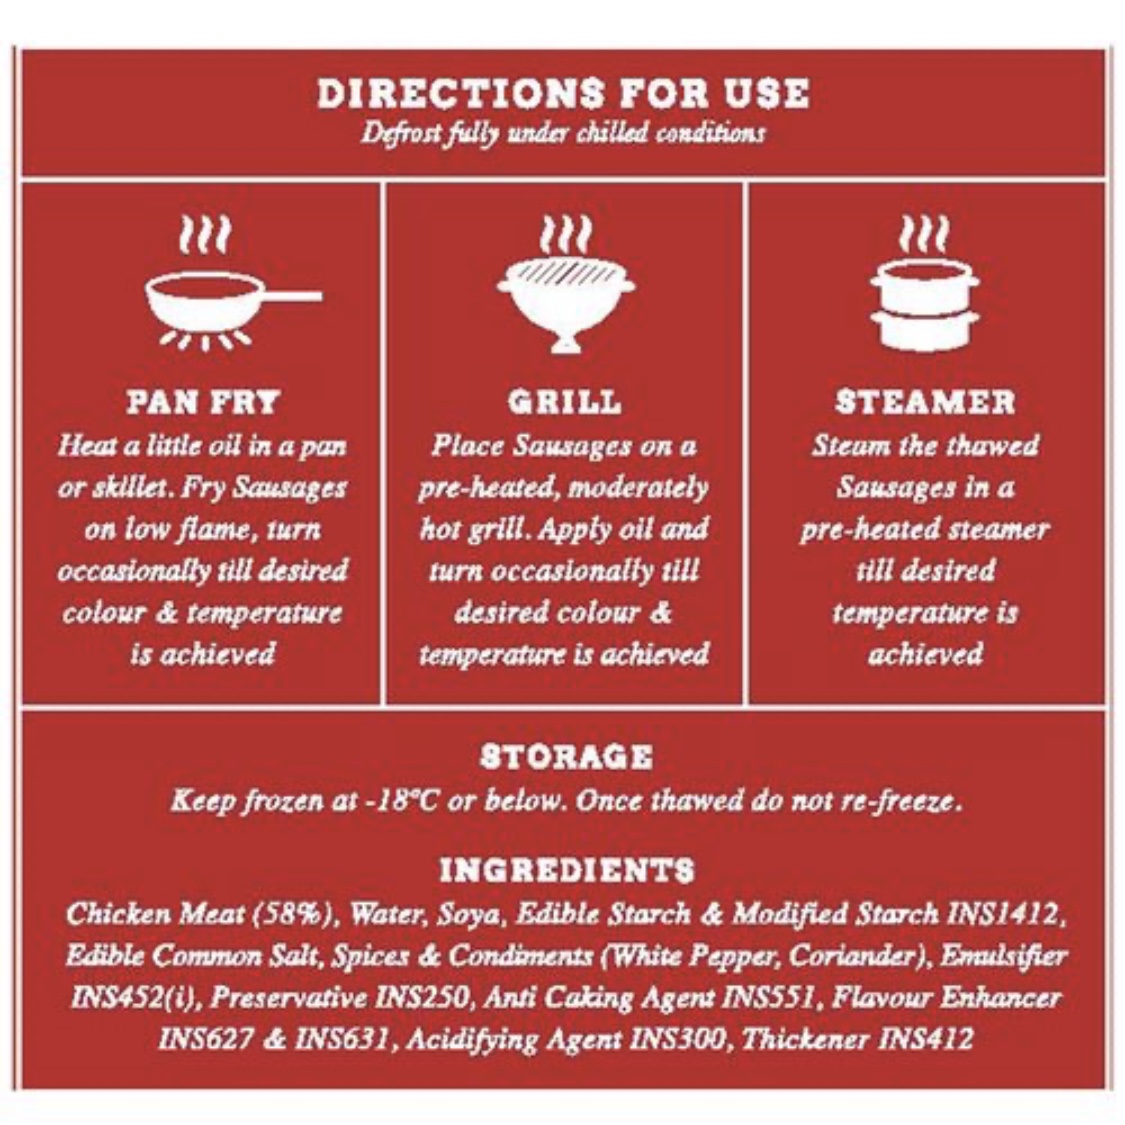 DIRECTIONS FOR USE
Defrost fully under chilled conditions
PAN FRY
Heat a little oil in a pan
or skillet. Fry Sausages
on low flame, turn
occasionally till desired
colour & temperature
is achieved
GRILL
Place Sausages on a
pre-heated, moderately
hot grill. Apply oil and
turn occasionally till
desired colour &
temperature is achieved
STEAMER
Steam the thawed
Sausages in a
pre-heated steamer
till desired
temperature is
achieved
STORAGE
Keep frozen at -18°C or below. Once thawed do not re-freeze.
INGREDIENTS
Chicken Meat (58%), Water, Soya, Edible Starch & Modified Starch INS1412,
Edible Common Salt, Spices & Condiments (White Pepper, Coriander), Emulsifier
INS452(i), Preservative INS250, Anti Caking Agent INS551, Flavour Enhancer
INS627 & INS631, Acidifying Agent INS300, Thickener INS412